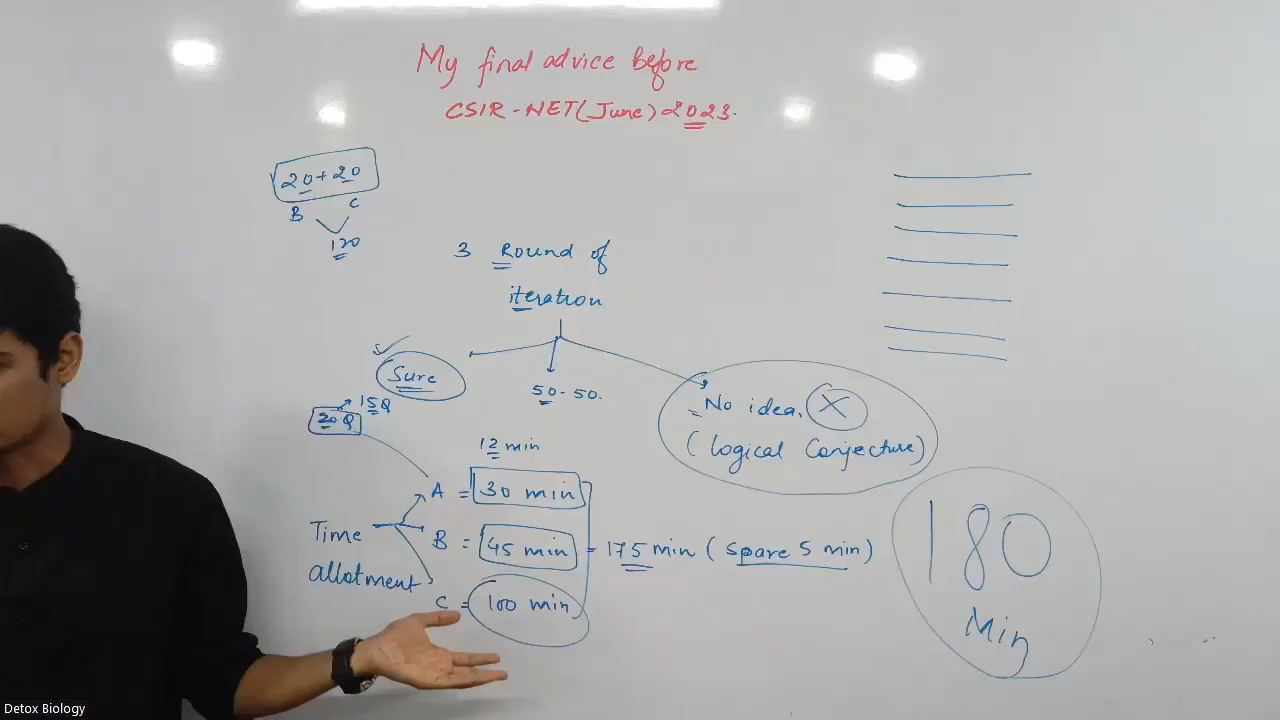 My final advice Before
CSIR-NET(June) 2023.
20+20
B C
120
3 Round of
iteration
Sure
50-50.
No idea. X
(Logical Conjecture)
15Q
20Q
12 min
A = 30 min
Time
allotment
B = 45 min = 175 min (spare 5 min)
C = 100 min
180
Min
Detox Biology